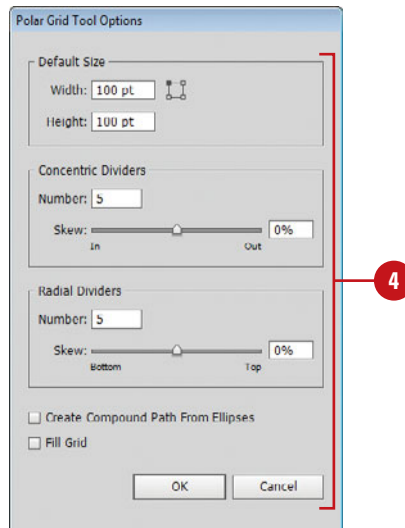 Polar Grid Tool Options
Default Size
Width: 100 pt
Height: 100 pt
Concentric Dividers
Number: 5
Skew: 0%
In Out
Radial Dividers
Number: 5
Skew: 0%
Bottom Top
Create Compound Path From Ellipses
Fill Grid
OK Cancel
4